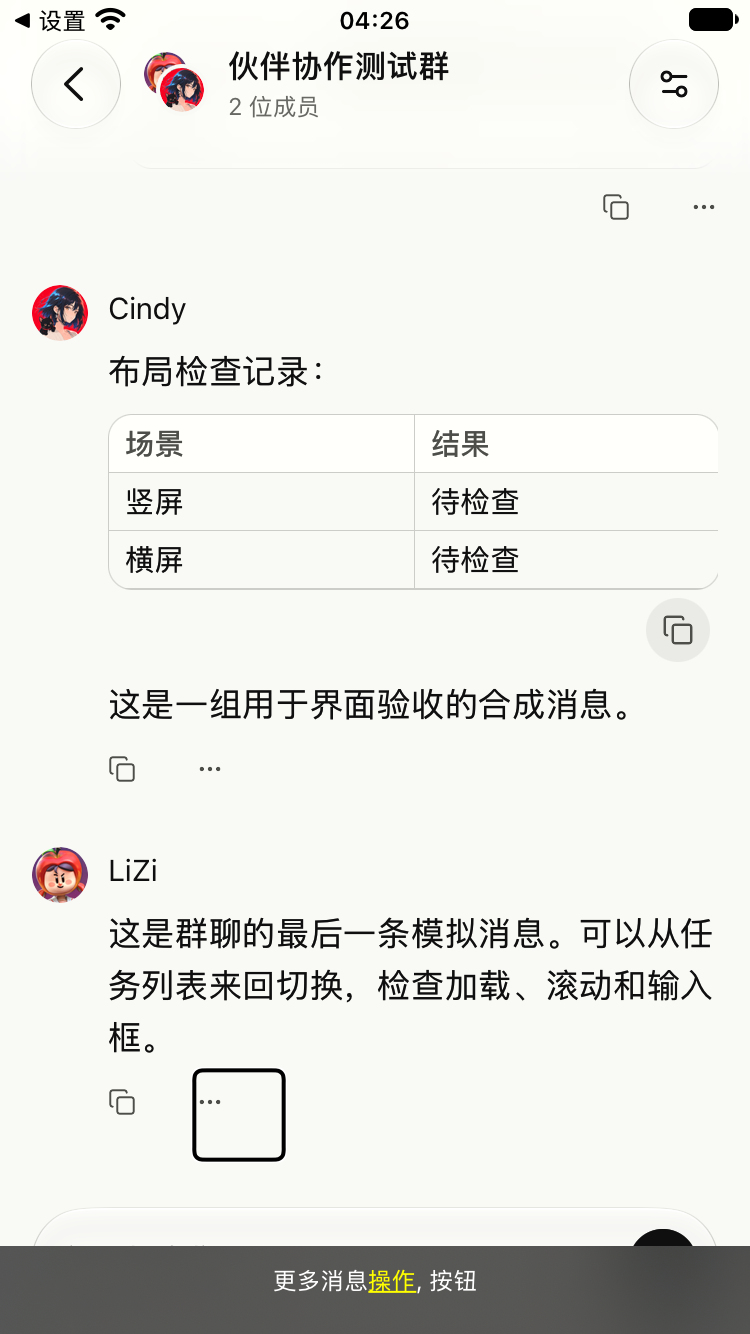 设置
04:26
伙伴协作测试群
2 位成员
Cindy
布局检查记录：
场景 结果
竖屏 待检查
横屏 待检查
这是一组用于界面验收的合成消息。
LiZi
这是群聊的最后一条模拟消息。可以从任
务列表来回切换，检查加载、滚动和输入
框。
更多消息操作, 按钮